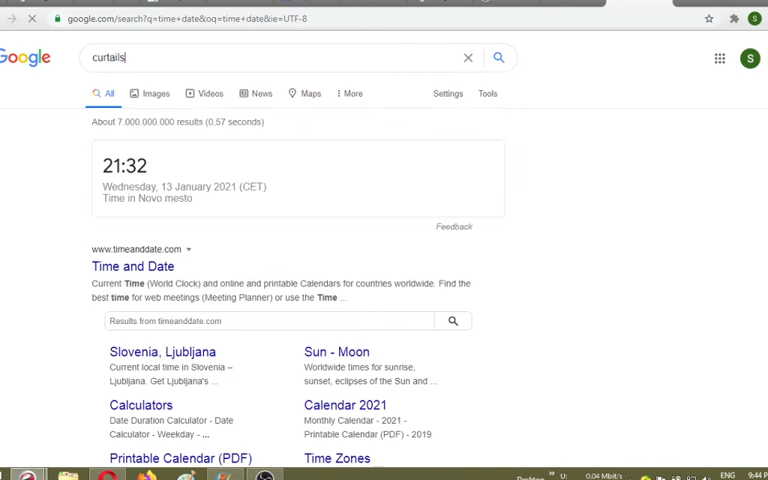 google.com/search?q=time+date&oq=time+date&ie=UTF-8
Google
curtails
S
All
Images
Videos
News
Maps
More
Settings
Tools
About 7.000.000.000 results (0,57 seconds)
21:32
Wednesday, 13 January 2021 (CET)
Time in Novo mesto
Feedback
www.timeanddate.com
Time and Date
Current Time (World Clock) and online and printable Calendars for countries worldwide. Find the
best time for web meetings (Meeting Planner) or use the Time ...
Results from timeanddate.com
Slovenia, Ljubljana
Sun - Moon
Current local time in Slovenia –
Worldwide times for sunrise,
Ljubljana. Get Ljubljana's ...
sunset, eclipses of the Sun and ...
Calculators
Calendar 2021
Date Duration Calculator - Date
Monthly Calendar - 2021 -
Calculator - Weekday - ...
Printable Calendar (PDF) - 2019
Printable Calendar (PDF)
Time Zones
Desktop
U:
0.04 Mbit/s
ENG
9:44 P